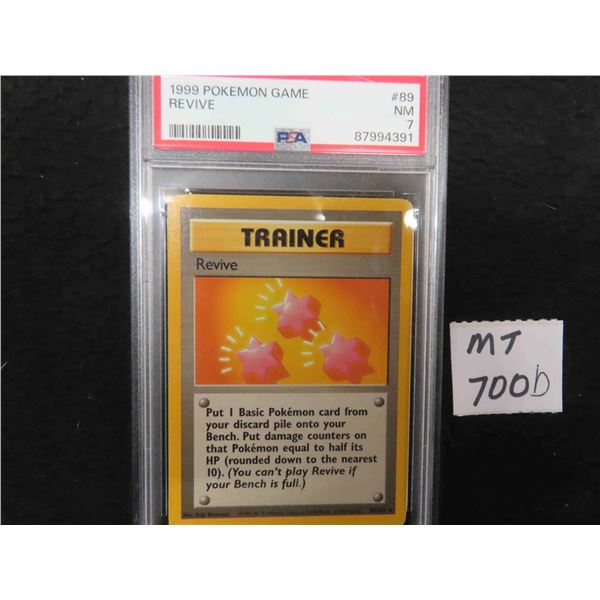 1999 POKEMON GAME #89
REVIVE NM
7
PSA 87994391
TRAINER
Revive
Put 1 Basic Pokémon card from
your discard pile onto your
Bench. Put damage counters on
that Pokémon equal to half its
HP (rounded down to the nearest
10). (You can't play Revive if
your Bench is full.)
MT
700b